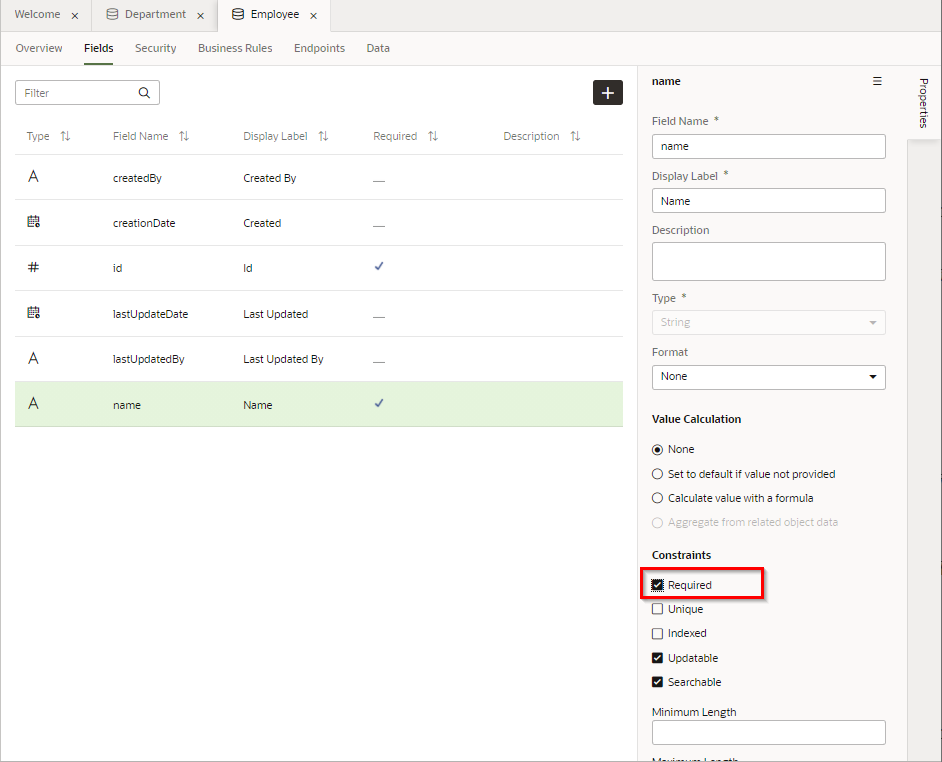 Welcome × Department × Employee ×
Overview Fields Security Business Rules Endpoints Data
Filter
+
Type Field Name Display Label Required Description
A createdBy Created By
creationDate Created
# id Id
lastUpdateDate Last Updated
A lastUpdatedBy Last Updated By
A name Name
name
Properties
Field Name *
name
Display Label *
Name
Description
Type *
String
Format
None
Value Calculation
None
Set to default if value not provided
Calculate value with a formula
Aggregate from related object data
Constraints
Required
Unique
Indexed
Updatable
Searchable
Minimum Length
Maximum Length